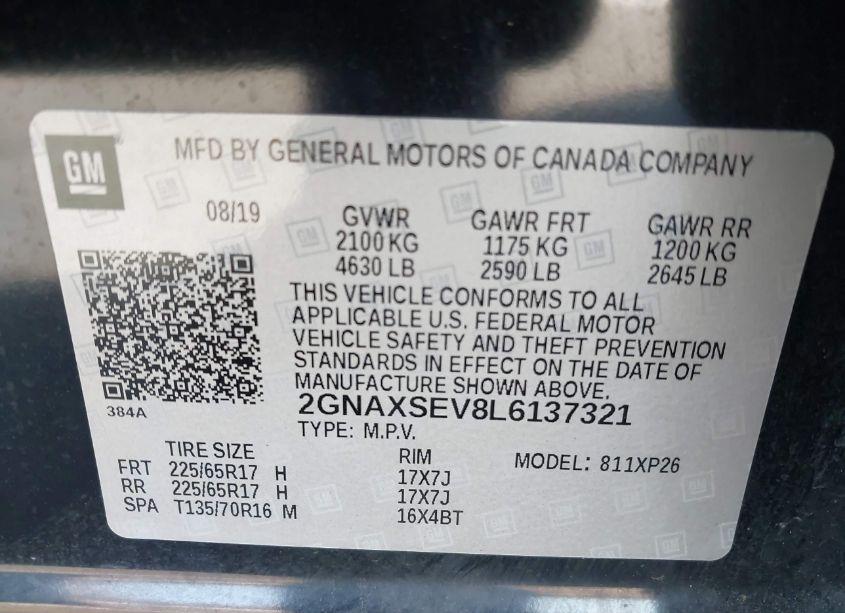 GM
MFD BY GENERAL MOTORS OF CANADA COMPANY
08/19
GVWR GAWR FRT GAWR RR
2100 KG 1175 KG 1200 KG
4630 LB 2590 LB 2645 LB
THIS VEHICLE CONFORMS TO ALL
APPLICABLE U.S. FEDERAL MOTOR
VEHICLE SAFETY AND THEFT PREVENTION
STANDARDS IN EFFECT ON THE DATE OF
MANUFACTURE SHOWN ABOVE.
384A
2GNAXSEV8L6137321
TYPE: M.P.V.
TIRE SIZE RIM MODEL: 811XP26
FRT 225/65R17 H 17X7J
RR 225/65R17 H 17X7J
SPA T135/70R16 M 16X4BT